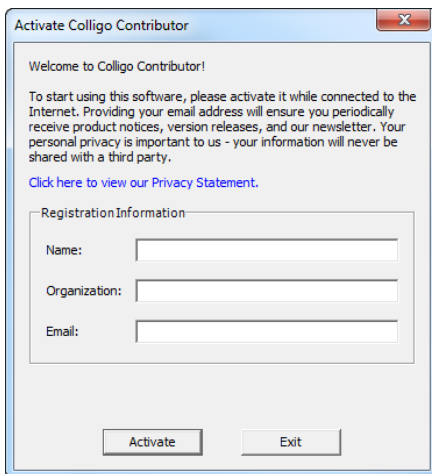 Activate Colligo Contributor
Welcome to Colligo Contributor!
To start using this software, please activate it while connected to the
Internet. Providing your email address will ensure you periodically
receive product notices, version releases, and our newsletter. Your
personal privacy is important to us - your information will never be
shared with a third party.
Click here to view our Privacy Statement.
Registration Information
Name:
Organization:
Email:
Activate Exit